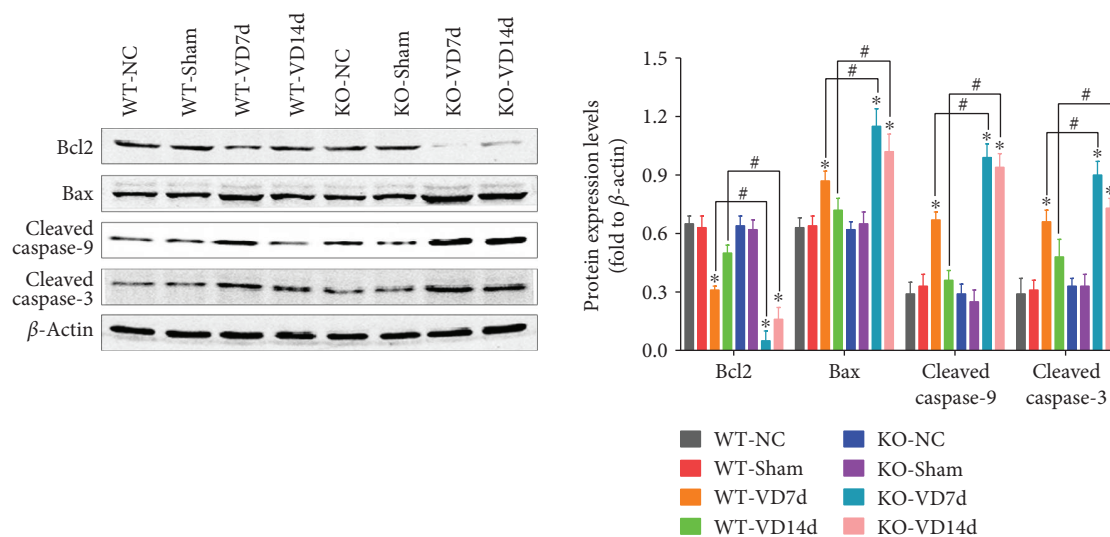 WT-NC
WT-Sham
WT-VD7d
WT-VD14d
KO-NC
KO-Sham
KO-VD7d
KO-VD14d
Bcl2
Bax
Cleaved
caspase-9
Cleaved
caspase-3
β-Actin
Protein expression levels
(fold to β-actin)
1.5
1.2
0.9
0.6
0.3
0.0
*
#
#
*
*
*
#
#
*
*
*
#
#
*
*
*
#
#
*
*
Bcl2
Bax
Cleaved
caspase-9
Cleaved
caspase-3
WT-NC
WT-Sham
WT-VD7d
WT-VD14d
KO-NC
KO-Sham
KO-VD7d
KO-VD14d